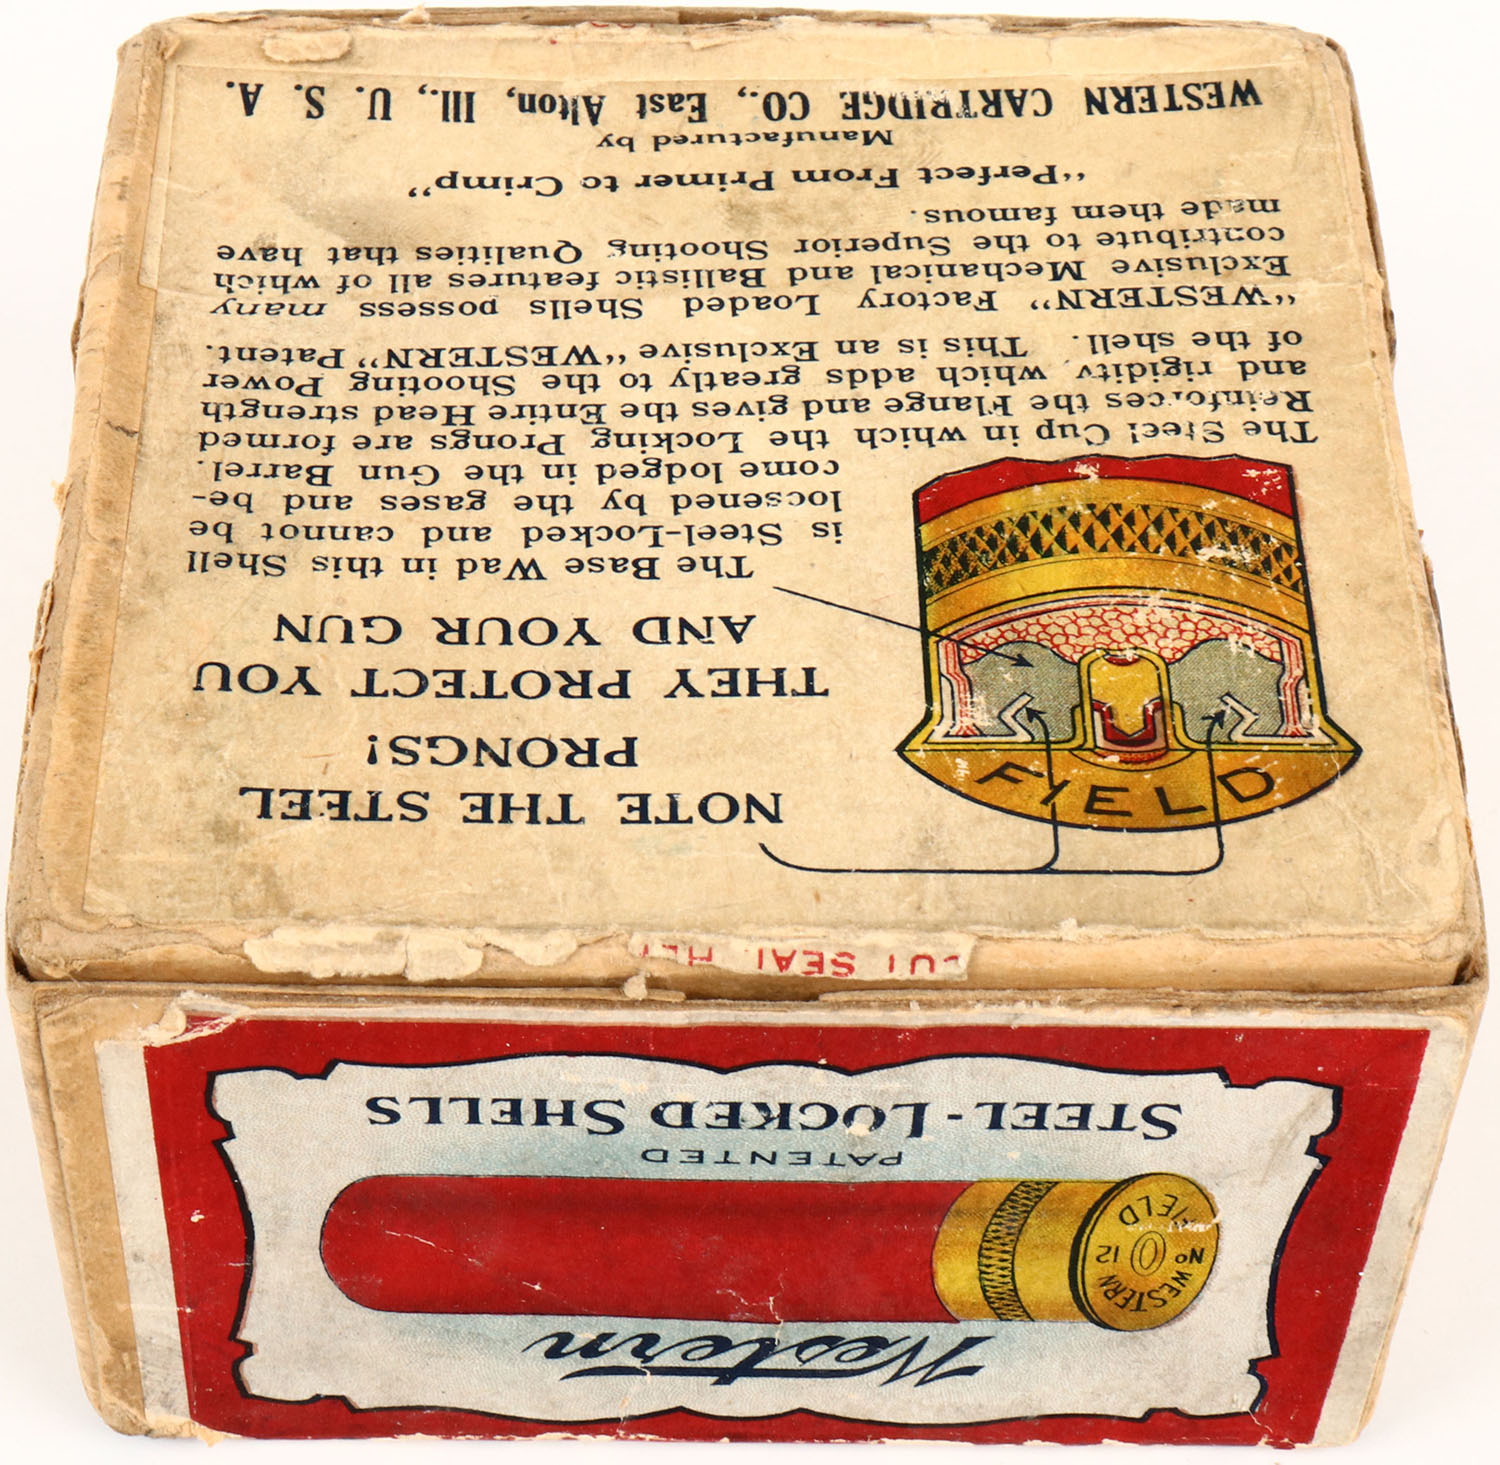 NOTE THE STEEL
PRONGS!
THEY PROTECT YOU
AND YOUR GUN
The Base Wad in this Shell
is Steel-Locked and cannot be
loosened by the gases and be-
come lodged in the Gun Barrel.
The Steel Cup in which the Locking Prongs are formed
Reinforces the Flange and gives the Entire Head strength
and rigidity, which adds greatly to the Shooting Power
of the shell. This is an Exclusive "WESTERN" Patent.
"WESTERN" Factory Loaded Shells possess many
Exclusive Mechanical and Ballistic features all of which
contribute to the Superior Shooting Qualities that have
made them famous.
"Perfect From Primer to Crimp"
Manufactured by
WESTERN CARTRIDGE CO., East Alton, Ill., U. S. A.
FIELD
SEAL
Western
WESTERN
No 12
FIELD
PATENTED
STEEL-LOCKED SHELLS